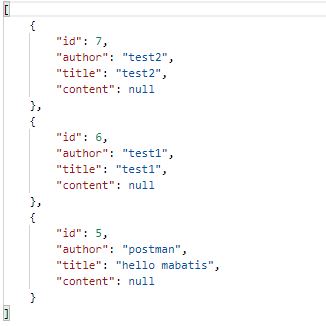 [
    {
        "id": 7,
        "author": "test2",
        "title": "test2",
        "content": null
    },
    {
        "id": 6,
        "author": "test1",
        "title": "test1",
        "content": null
    },
    {
        "id": 5,
        "author": "postman",
        "title": "hello mabatis",
        "content": null
    }
]